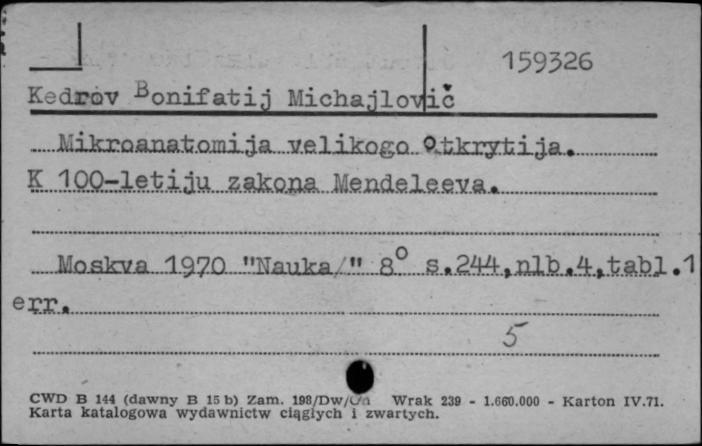 159326
Kedrov Bonifatij Michajlovič
Mikroanatomija velikogo Otkrytija.
K 100-letiju zakona Mendeleeva.
Moskva 1970 "Nauka/" 8° s.244,nlb.4,tabl.1
err.
5
CWD B 144 (dawny B 15 b) Zam. 198/Dw/ Wrak 239 - 1.660.000 - Karton IV.71.
Karta katalogowa wydawnictw ciągłych i zwartych.